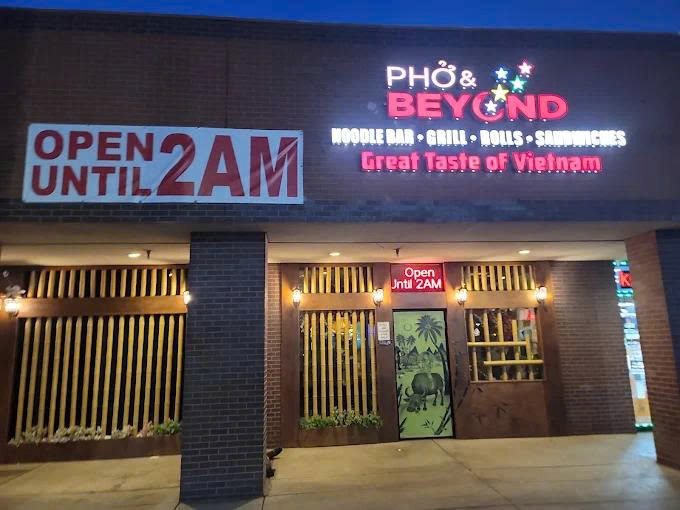 PHỞ &
BEYOND
NOODLE BAR • GRILL • ROLLS • SANDWICHES
Great Taste of Vietnam
OPEN
UNTIL 2AM
Open
Until 2AM
K